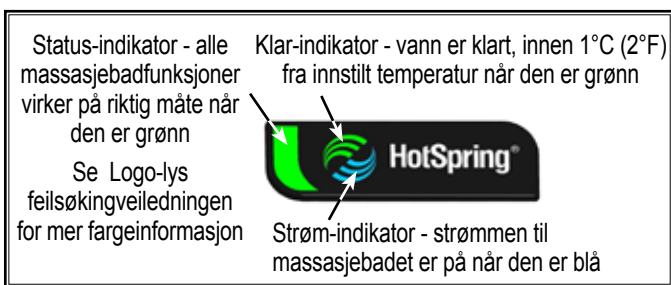 Status-indikator - alle
massasjebadfunksjoner
virker på riktig måte når
den er grønn
Se Logo-lys
feilsøkingveiledningen
for mer fargeinformasjon
Klar-indikator - vann er klart, innen 1°C (2°F)
fra innstilt temperatur når den er grønn
HotSpring®
Strøm-indikator - strømmen til
massasjebadet er på når den er blå